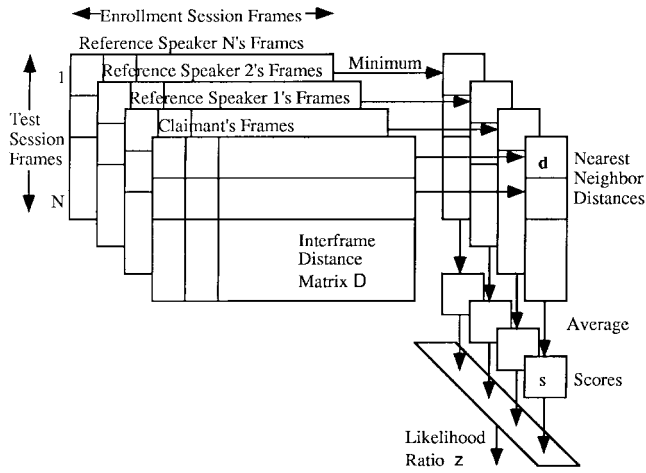 Enrollment Session Frames
Reference Speaker N's Frames
1
Reference Speaker 2's Frames
Minimum
Reference Speaker 1's Frames
Test
Session
Frames
Claimant's Frames
N
d
Nearest
Neighbor
Distances
Interframe
Distance
Matrix D
Average
s
Scores
Likelihood
Ratio z